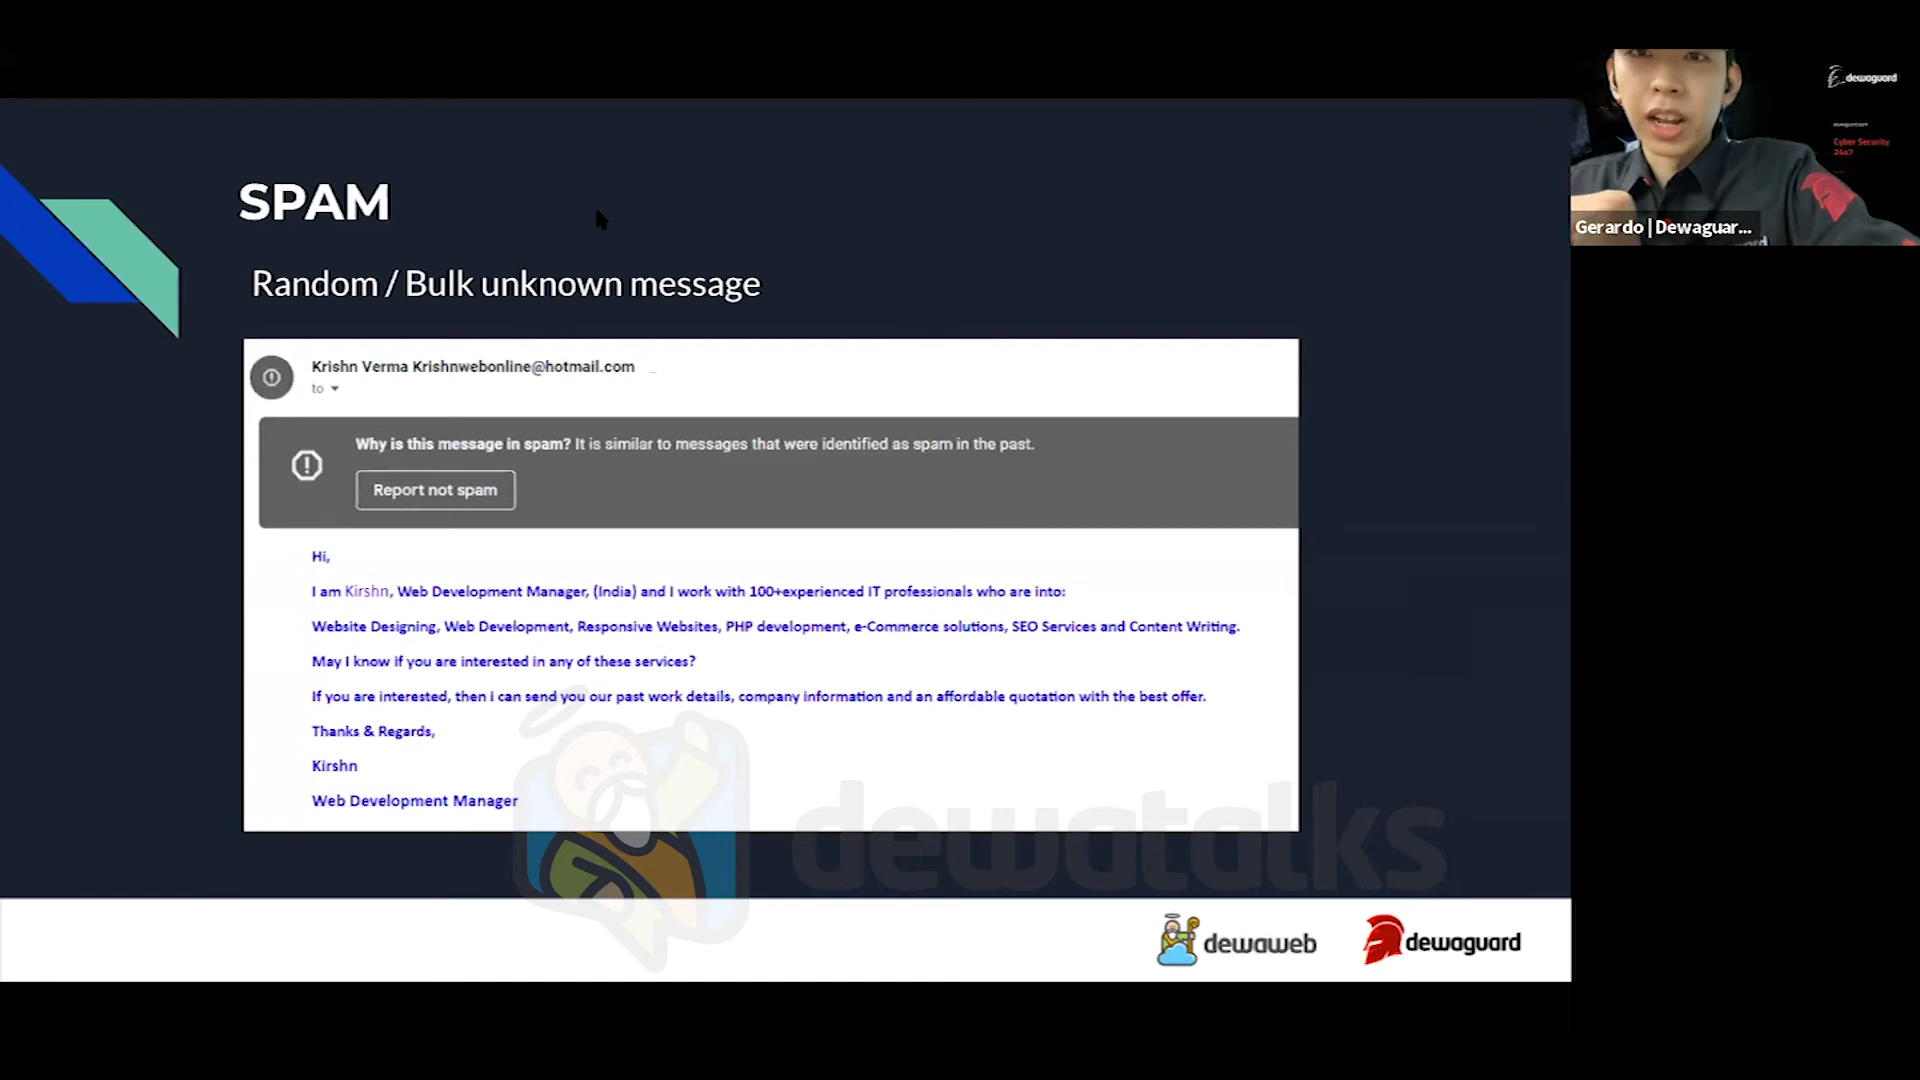 SPAM
Random / Bulk unknown message
Krishn Verma Krishnwebonline@hotmail.com
to
Why is this message in spam? It is similar to messages that were identified as spam in the past.
Report not spam
Hi,
I am Kirshn, Web Development Manager, (India) and I work with 100+experienced IT professionals who are into:
Website Designing, Web Development, Responsive Websites, PHP development, e-Commerce solutions, SEO Services and Content Writing.
May I know if you are interested in any of these services?
If you are interested, then I can send you our past work details, company information and an affordable quotation with the best offer.
Thanks & Regards,
Kirshn
Web Development Manager
dewatalks
dewaweb
dewaguard
dewaguard
Cyber Security
24x7
Gerardo | Dewaguar...